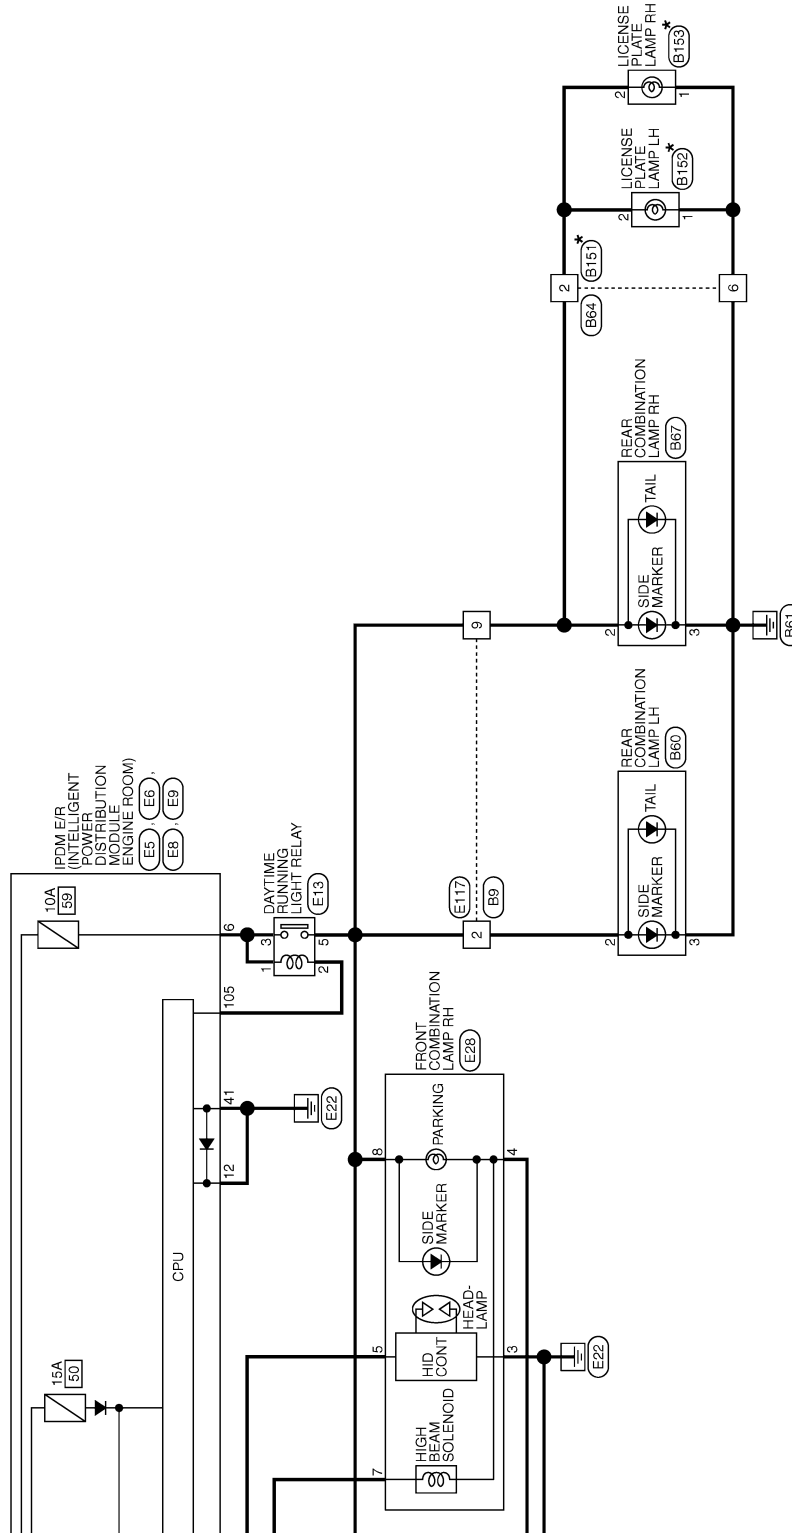 LICENSE
PLATE
LAMP RH
*
B153
2
1
LICENSE
PLATE
LAMP LH
*
B152
2
1
*
B151
2
6
B64
REAR
COMBINATION
LAMP RH
B67
TAIL
SIDE
MARKER
2
3
9
B61
REAR
COMBINATION
LAMP LH
B60
TAIL
SIDE
MARKER
2
3
IPDM E/R
(INTELLIGENT
POWER
DISTRIBUTION
MODULE
ENGINE ROOM)
E5 , E6 ,
E8 , E9
10A
59
6
DAYTIME
RUNNING
LIGHT RELAY
E13
3
5
1
2
E117
B9
2
105
41
12
E22
CPU
FRONT
COMBINATION
LAMP RH
E28
8
4
PARKING
SIDE
MARKER
HEAD-
LAMP
5
HID
CONT
3
E22
HIGH
BEAM
SOLENOID
7
15A
50